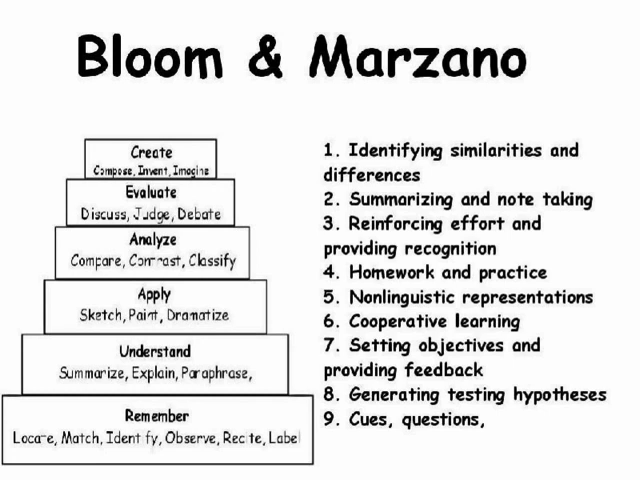 Bloom & Marzano
Create
Compose, Invent, Imagine
Evaluate
Discuss, Judge, Debate
Analyze
Compare, Contrast, Classify
Apply
Sketch, Paint, Dramatize
Understand
Summarize, Explain, Paraphrase,
Remember
Locate, Match, Identify, Observe, Recite, Label
1. Identifying similarities and
differences
2. Summarizing and note taking
3. Reinforcing effort and
providing recognition
4. Homework and practice
5. Nonlinguistic representations
6. Cooperative learning
7. Setting objectives and
providing feedback
8. Generating testing hypotheses
9. Cues, questions,